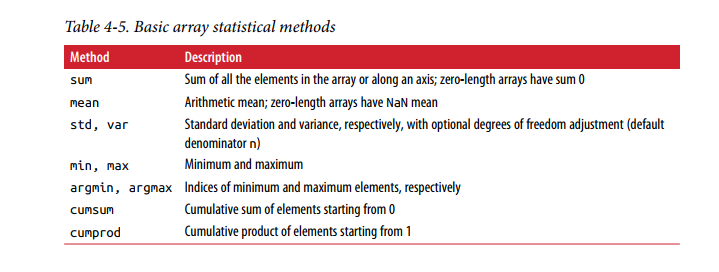 Table 4-5. Basic array statistical methods
Method Description
sum Sum of all the elements in the array or along an axis; zero-length arrays have sum 0
mean Arithmetic mean; zero-length arrays have NaN mean
std, var Standard deviation and variance, respectively, with optional degrees of freedom adjustment (default
denominator n)
min, max Minimum and maximum
argmin, argmax Indices of minimum and maximum elements, respectively
cumsum Cumulative sum of elements starting from 0
cumprod Cumulative product of elements starting from 1